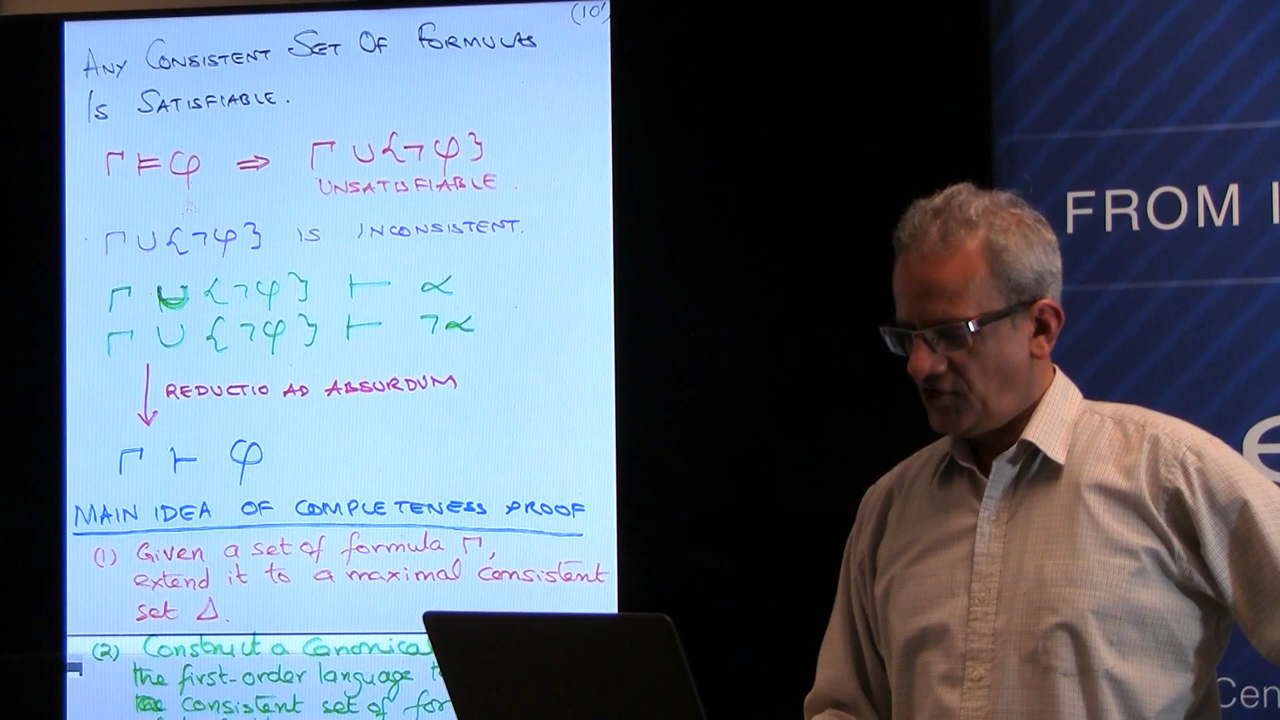 (10)
ANY CONSISTENT SET OF FORMULAS
IS SATISFIABLE.
Γ ⊨ φ ⇒ Γ ∪ {¬φ}
UNSATISFIABLE.
Γ ∪ {¬φ} IS INCONSISTENT.
Γ ∪ {¬φ} ⊢ α
Γ ∪ {¬φ} ⊢ ¬α
REDUCTIO AD ABSURDUM
Γ ⊢ φ
MAIN IDEA OF COMPLETENESS PROOF
(1) Given a set of formula Γ,
extend it to a maximal consistent
set Δ.
(2) Construct a Canonical
the first-order language
consistent set of for
FROM I
e
Cen